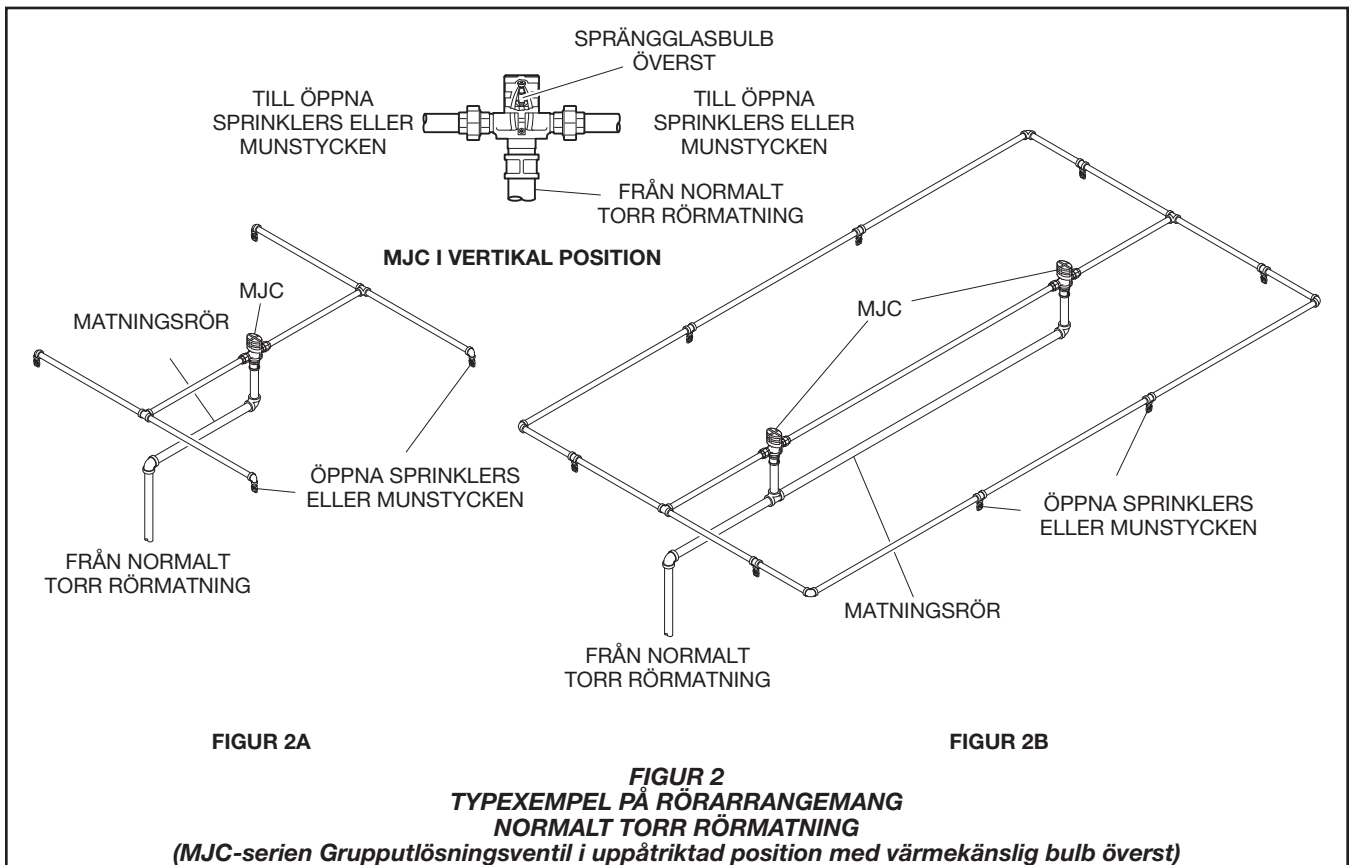 SPRÄNGGLASBULB
ÖVERST
TILL ÖPPNA
SPRINKLERS ELLER
MUNSTYCKEN
TILL ÖPPNA
SPRINKLERS ELLER
MUNSTYCKEN
FRÅN NORMALT
TORR RÖRMATNING
MJC I VERTIKAL POSITION
MJC
MATNINGSRÖR
ÖPPNA SPRINKLERS
ELLER MUNSTYCKEN
FRÅN NORMALT
TORR RÖRMATNING
MJC
ÖPPNA SPRINKLERS
ELLER MUNSTYCKEN
MATNINGSRÖR
FRÅN NORMALT
TORR RÖRMATNING
FIGUR 2A
FIGUR 2B
FIGUR 2
TYPEXEMPEL PÅ RÖRARRANGEMANG
NORMALT TORR RÖRMATNING
(MJC-serien Grupputlösningsventil i uppåtriktad position med värmekänslig bulb överst)